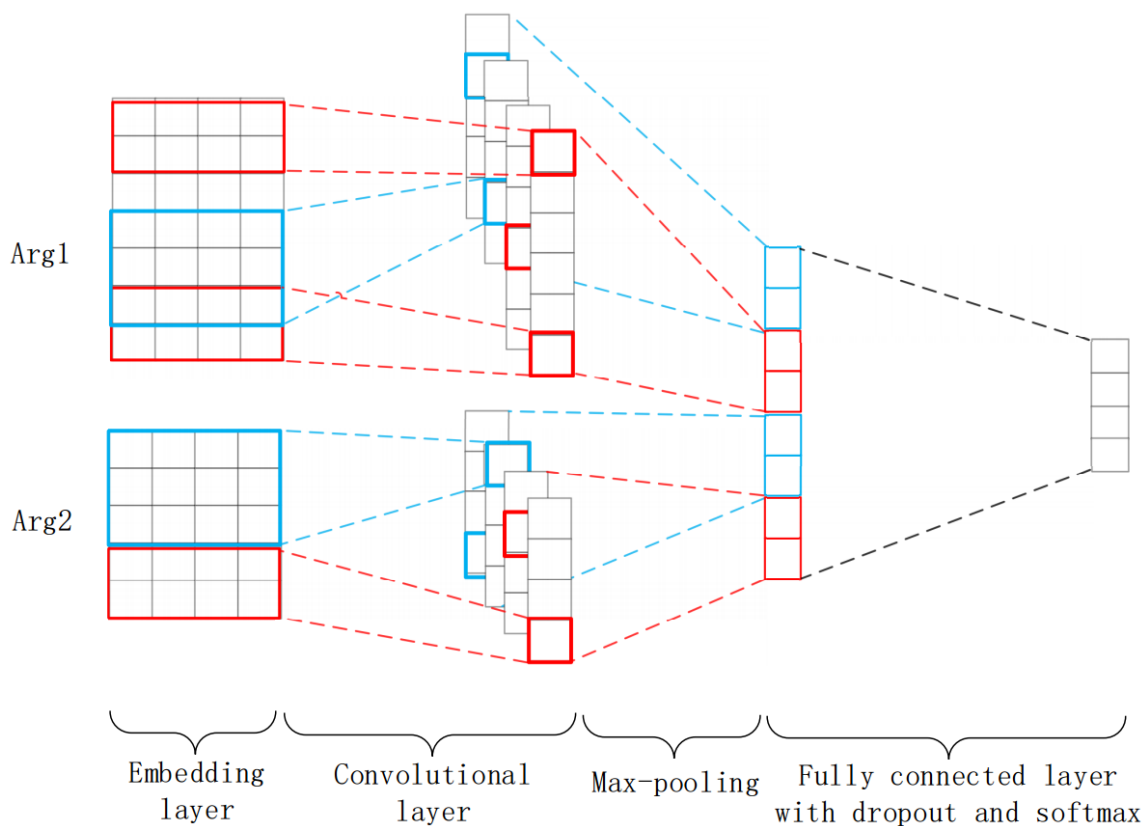 Arg1
Arg2
Embedding
layer
Convolutional
layer
Max-pooling
Fully connected layer
with dropout and softmax